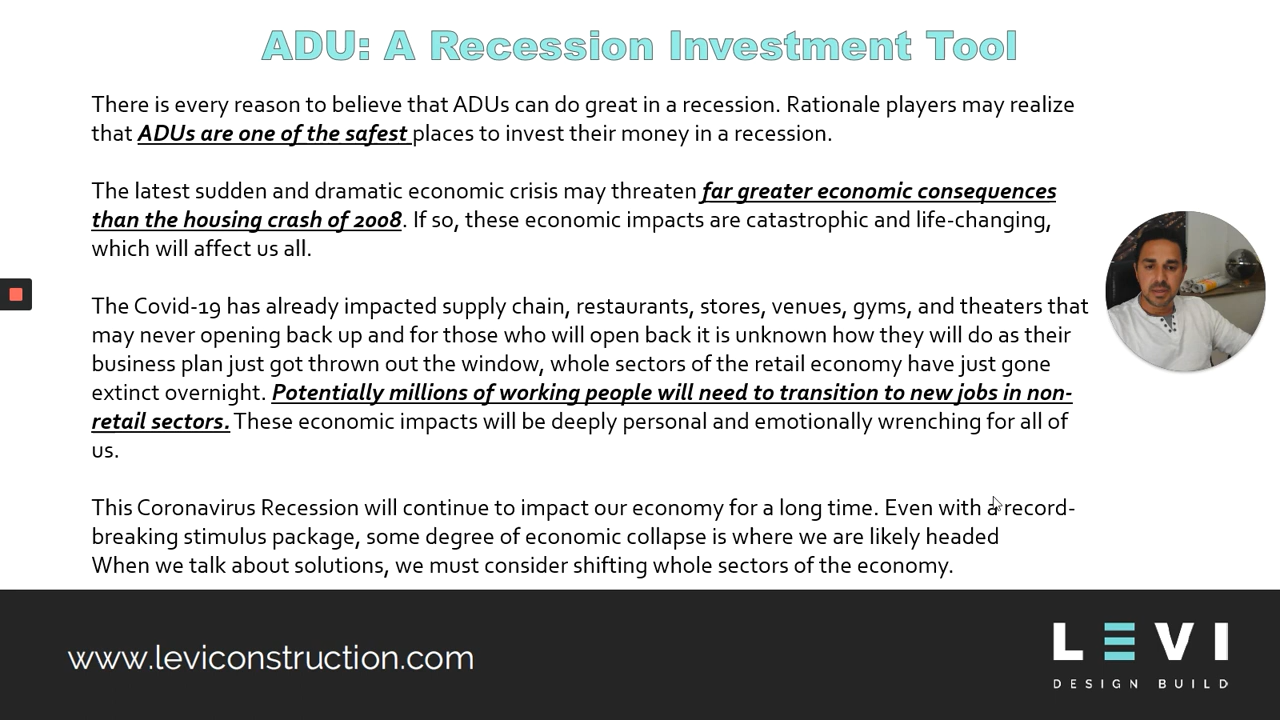 ADU: A Recession Investment Tool
There is every reason to believe that ADUs can do great in a recession. Rationale players may realize
that ADUs are one of the safest places to invest their money in a recession.
The latest sudden and dramatic economic crisis may threaten far greater economic consequences
than the housing crash of 2008. If so, these economic impacts are catastrophic and life-changing,
which will affect us all.
The Covid-19 has already impacted supply chain, restaurants, stores, venues, gyms, and theaters that
may never opening back up and for those who will open back it is unknown how they will do as their
business plan just got thrown out the window, whole sectors of the retail economy have just gone
extinct overnight. Potentially millions of working people will need to transition to new jobs in non-
retail sectors. These economic impacts will be deeply personal and emotionally wrenching for all of
us.
This Coronavirus Recession will continue to impact our economy for a long time. Even with a record-
breaking stimulus package, some degree of economic collapse is where we are likely headed
When we talk about solutions, we must consider shifting whole sectors of the economy.
www.leviconstruction.com
LEVI
DESIGN BUILD